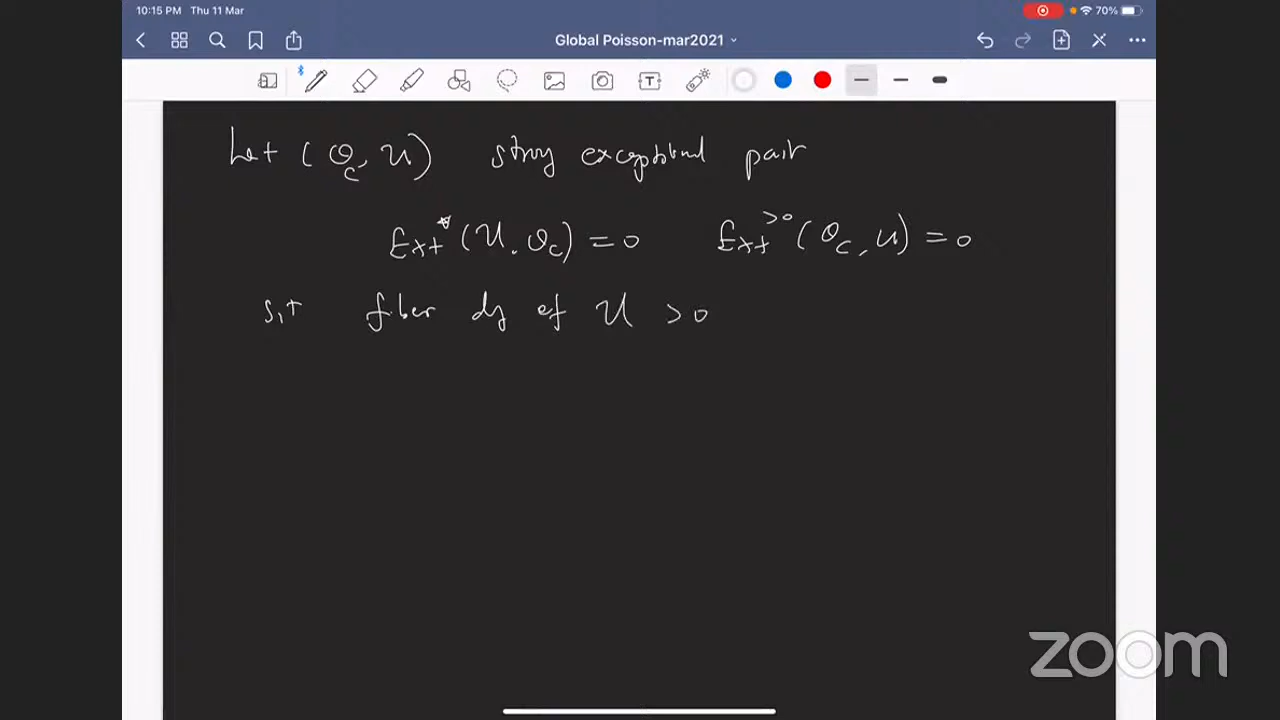 10:15 PM Thu 11 Mar
70%
Global Poisson-mar2021
Let (O_C, U) strong exceptional pair
Ext^*(U, O_C) = 0 Ext^{>0}(O_C, U) = 0
s.t fiber dg of U > 0
zoom